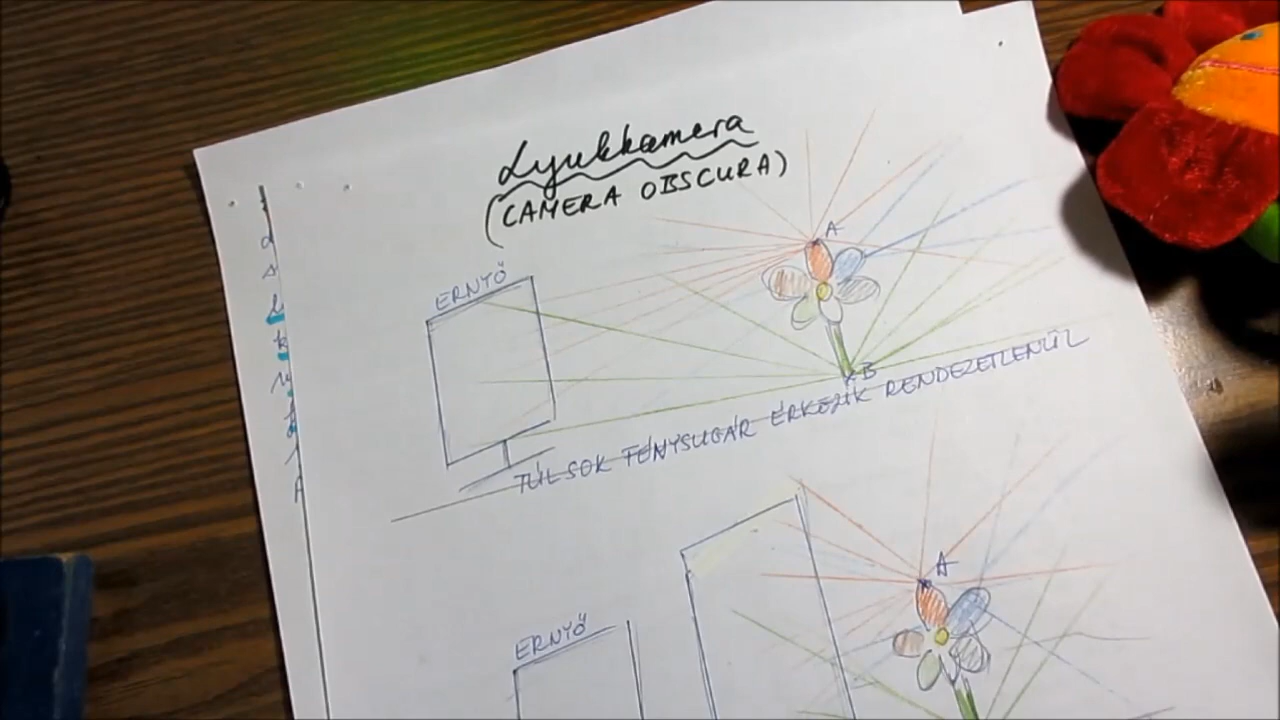 Lyukkamera
(CAMERA OBSCURA)
A
ERNYŐ
B
TÚL SOK FÉNYSUGÁR ÉRKEZIK RENDEZETLENÜL
A
ERNYŐ